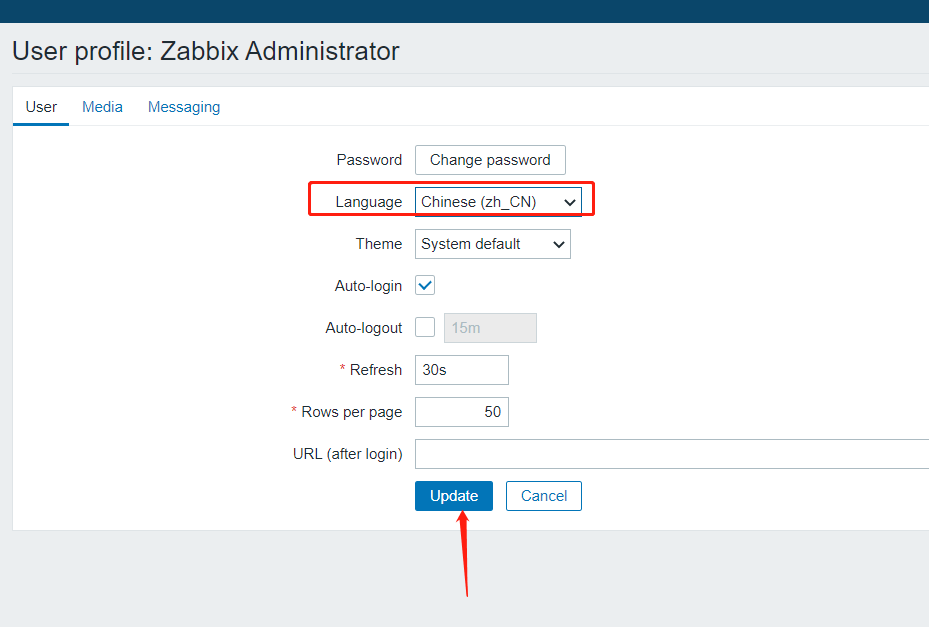 User profile: Zabbix Administrator
User Media Messaging
Password Change password
Language Chinese (zh_CN)
Theme System default
Auto-login
Auto-logout 15m
* Refresh 30s
* Rows per page 50
URL (after login)
Update Cancel